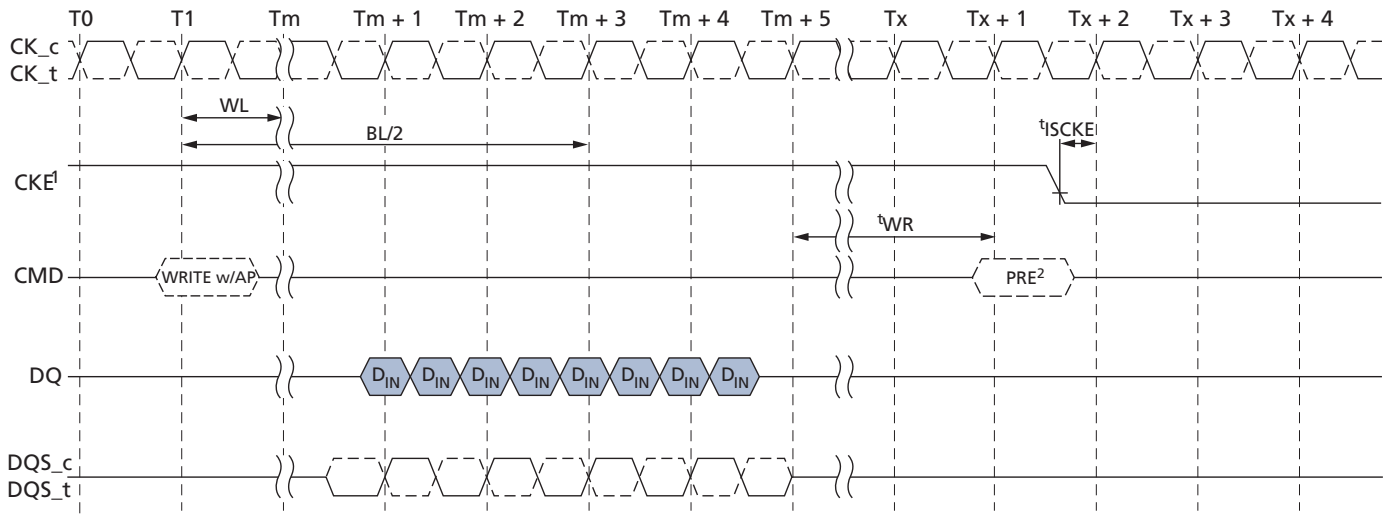 T0 T1 Tm Tm + 1 Tm + 2 Tm + 3 Tm + 4 Tm + 5 Tx Tx + 1 Tx + 2 Tx + 3 Tx + 4
CK_c
CK_t
WL
BL/2
tISCKE
CKE1
tWR
CMD WRITE w/AP PRE2
DQ DIN DIN DIN DIN DIN DIN DIN DIN
DQS_c
DQS_t